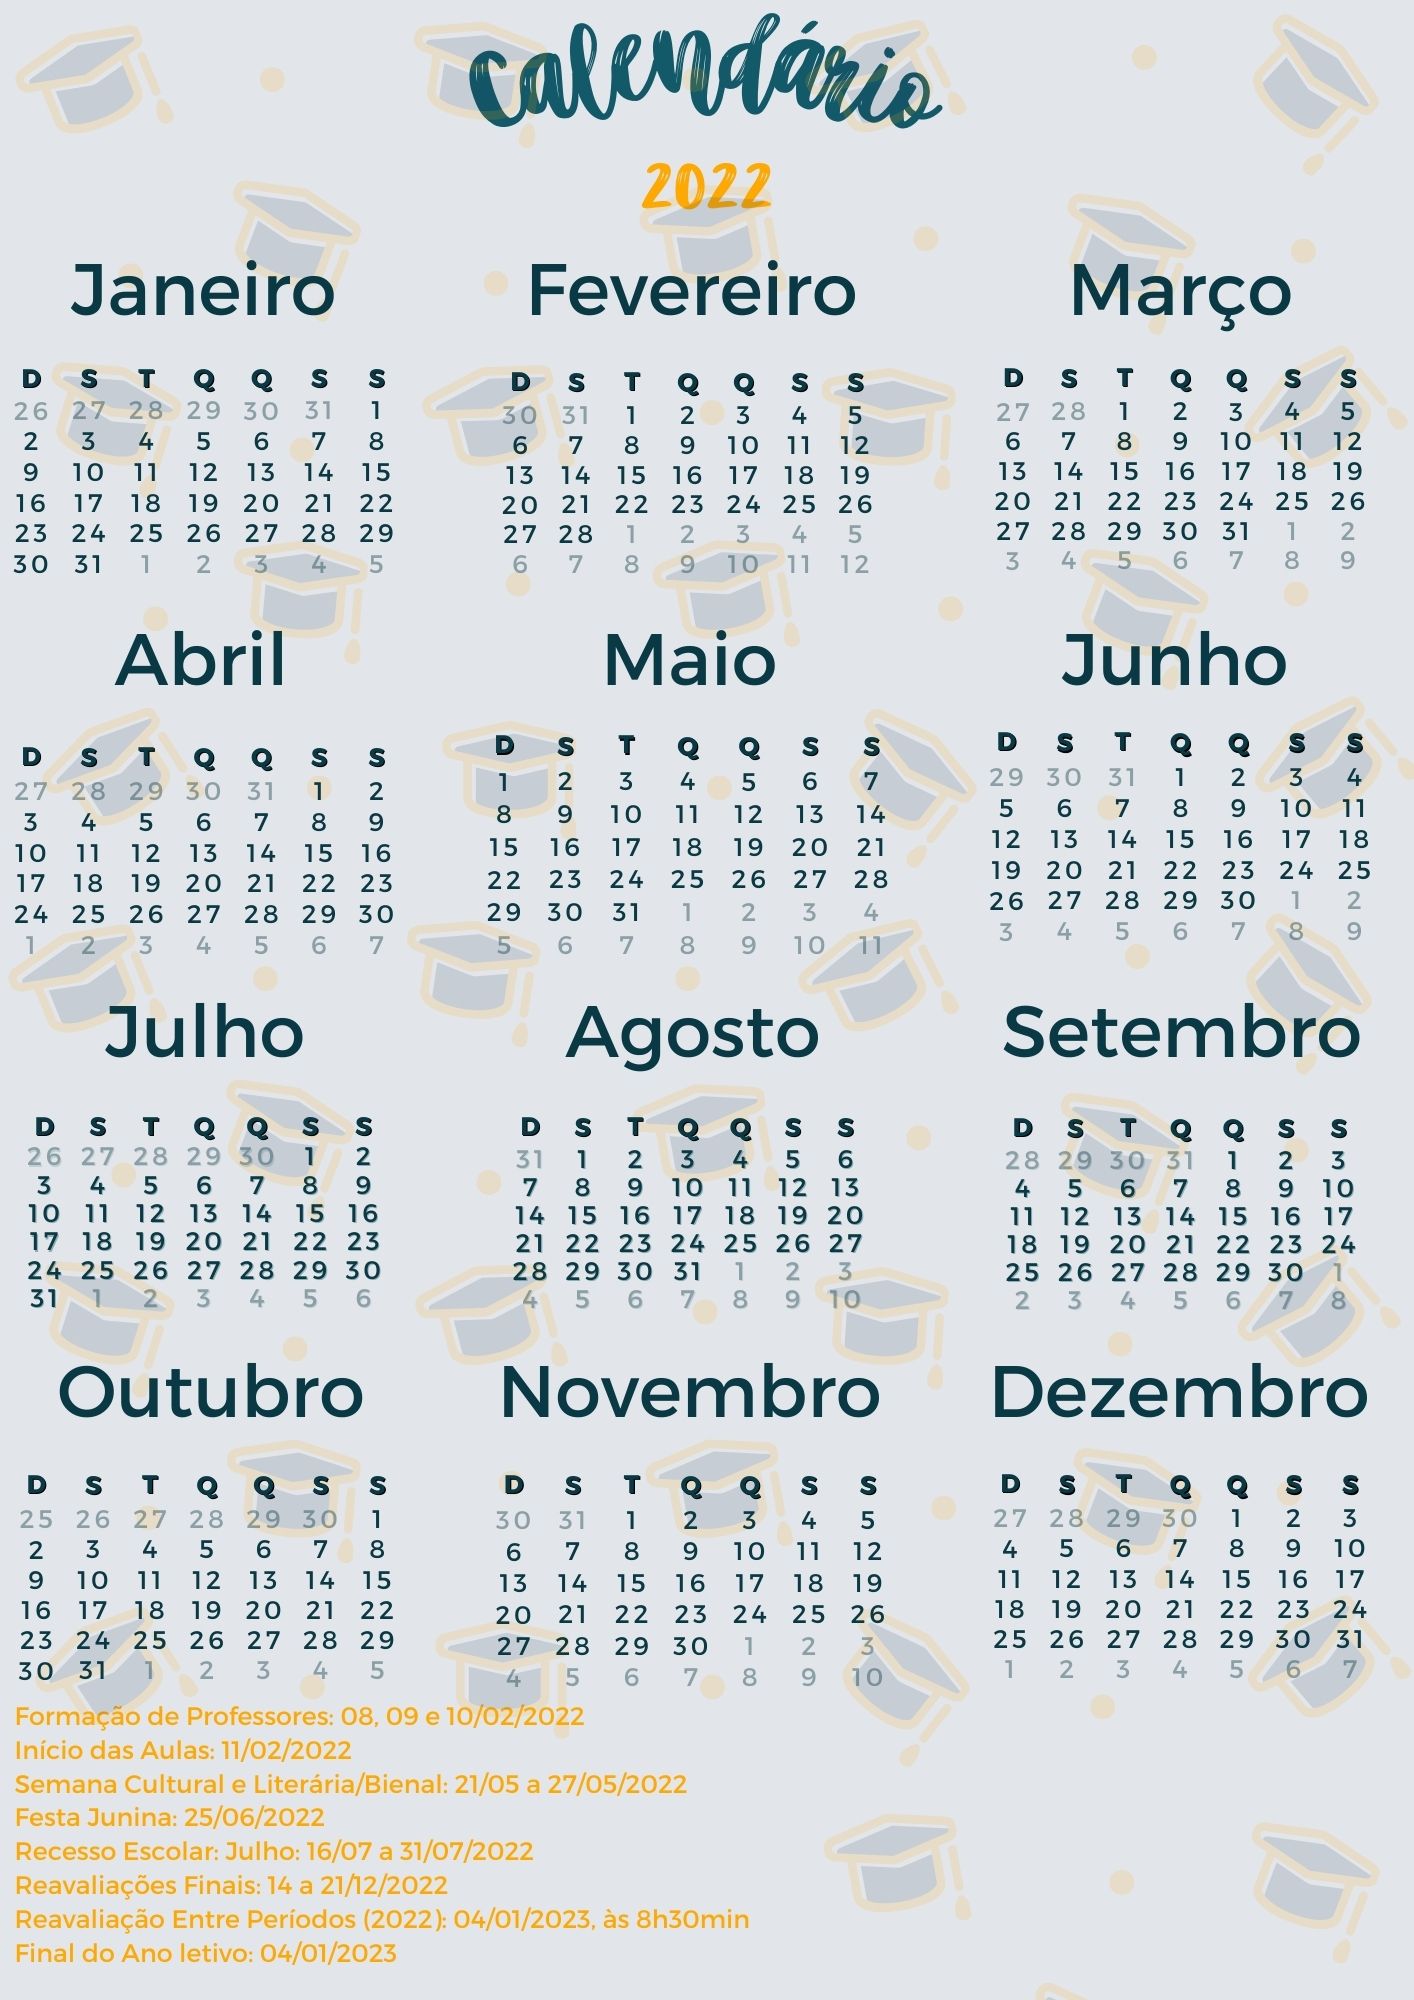 Calendário
2022
Janeiro Fevereiro Março
D S T Q Q S S
26 27 28 29 30 31 1
2 3 4 5 6 7 8
9 10 11 12 13 14 15
16 17 18 19 20 21 22
23 24 25 26 27 28 29
30 31 1 2 3 4 5
D S T Q Q S S
30 31 1 2 3 4 5
6 7 8 9 10 11 12
13 14 15 16 17 18 19
20 21 22 23 24 25 26
27 28 1 2 3 4 5
6 7 8 9 10 11 12
D S T Q Q S S
27 28 1 2 3 4 5
6 7 8 9 10 11 12
13 14 15 16 17 18 19
20 21 22 23 24 25 26
27 28 29 30 31 1 2
3 4 5 6 7 8 9
Abril Maio Junho
D S T Q Q S S
27 28 29 30 31 1 2
3 4 5 6 7 8 9
10 11 12 13 14 15 16
17 18 19 20 21 22 23
24 25 26 27 28 29 30
1 2 3 4 5 6 7
D S T Q Q S S
1 2 3 4 5 6 7
8 9 10 11 12 13 14
15 16 17 18 19 20 21
22 23 24 25 26 27 28
29 30 31 1 2 3 4
5 6 7 8 9 10 11
D S T Q Q S S
29 30 31 1 2 3 4
5 6 7 8 9 10 11
12 13 14 15 16 17 18
19 20 21 22 23 24 25
26 27 28 29 30 1 2
3 4 5 6 7 8 9
Julho Agosto Setembro
D S T Q Q S S
26 27 28 29 30 1 2
3 4 5 6 7 8 9
10 11 12 13 14 15 16
17 18 19 20 21 22 23
24 25 26 27 28 29 30
31 1 2 3 4 5 6
D S T Q Q S S
31 1 2 3 4 5 6
7 8 9 10 11 12 13
14 15 16 17 18 19 20
21 22 23 24 25 26 27
28 29 30 31 1 2 3
4 5 6 7 8 9 10
D S T Q Q S S
28 29 30 31 1 2 3
4 5 6 7 8 9 10
11 12 13 14 15 16 17
18 19 20 21 22 23 24
25 26 27 28 29 30 1
2 3 4 5 6 7 8
Outubro Novembro Dezembro
D S T Q Q S S
25 26 27 28 29 30 1
2 3 4 5 6 7 8
9 10 11 12 13 14 15
16 17 18 19 20 21 22
23 24 25 26 27 28 29
30 31 1 2 3 4 5
D S T Q Q S S
30 31 1 2 3 4 5
6 7 8 9 10 11 12
13 14 15 16 17 18 19
20 21 22 23 24 25 26
27 28 29 30 1 2 3
4 5 6 7 8 9 10
D S T Q Q S S
27 28 29 30 1 2 3
4 5 6 7 8 9 10
11 12 13 14 15 16 17
18 19 20 21 22 23 24
25 26 27 28 29 30 31
1 2 3 4 5 6 7
Formação de Professores: 08, 09 e 10/02/2022
Início das Aulas: 11/02/2022
Semana Cultural e Literária/Bienal: 21/05 a 27/05/2022
Festa Junina: 25/06/2022
Recesso Escolar: Julho: 16/07 a 31/07/2022
Reavaliações Finais: 14 a 21/12/2022
Reavaliação Entre Períodos (2022): 04/01/2023, às 8h30min
Final do Ano letivo: 04/01/2023